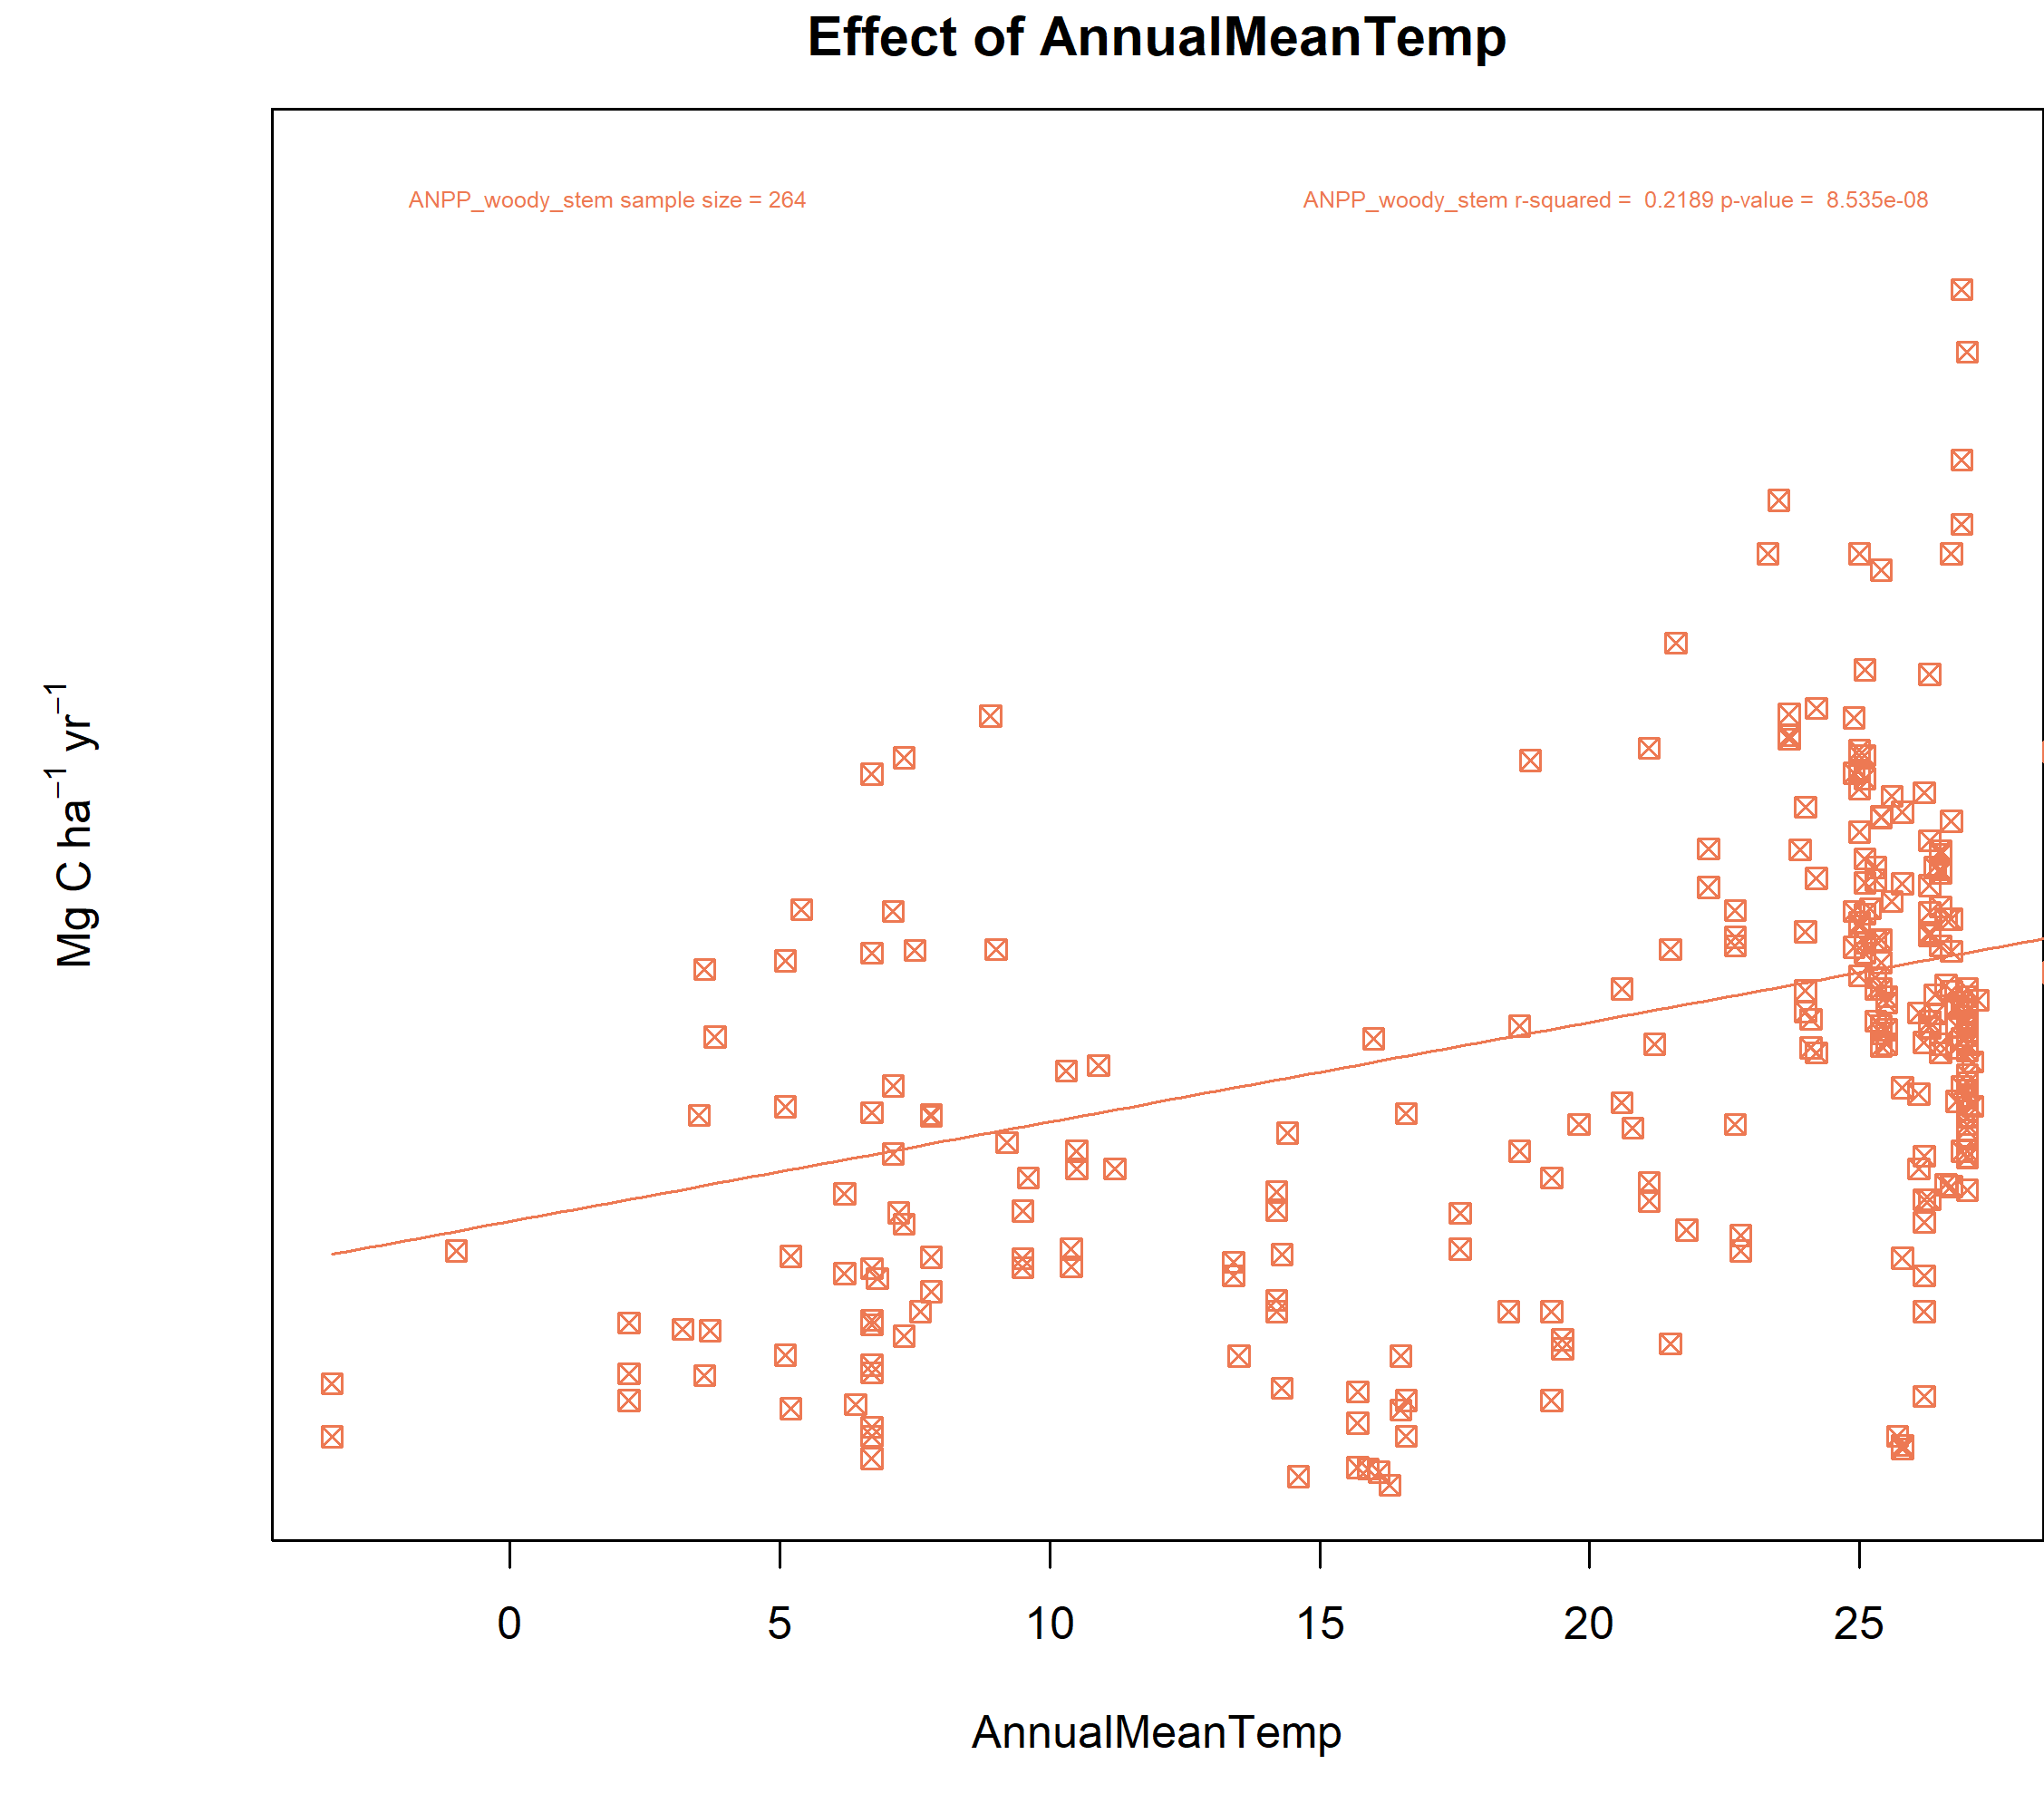 Effect of AnnualMeanTemp
ANPP_woody_stem sample size = 264
ANPP_woody_stem r-squared =  0.2189 p-value =  8.535e-08
Mg C ha⁻¹ yr⁻¹
0 5 10 15 20 25
AnnualMeanTemp